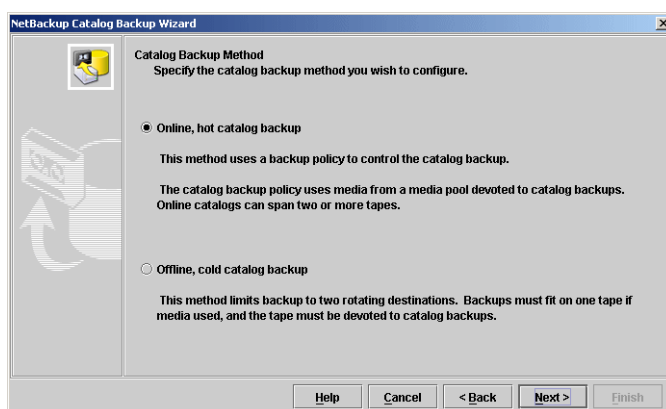 NetBackup Catalog Backup Wizard
Catalog Backup Method
Specify the catalog backup method you wish to configure.
Online, hot catalog backup
This method uses a backup policy to control the catalog backup.
The catalog backup policy uses media from a media pool devoted to catalog backups.
Online catalogs can span two or more tapes.
Offline, cold catalog backup
This method limits backup to two rotating destinations.  Backups must fit on one tape if
media used, and the tape must be devoted to catalog backups.
Help Cancel < Back Next > Finish